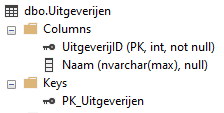 dbo.Uitgeverijen
Columns
UitgeverijID (PK, int, not null)
Naam (nvarchar(max), null)
Keys
PK_Uitgeverijen